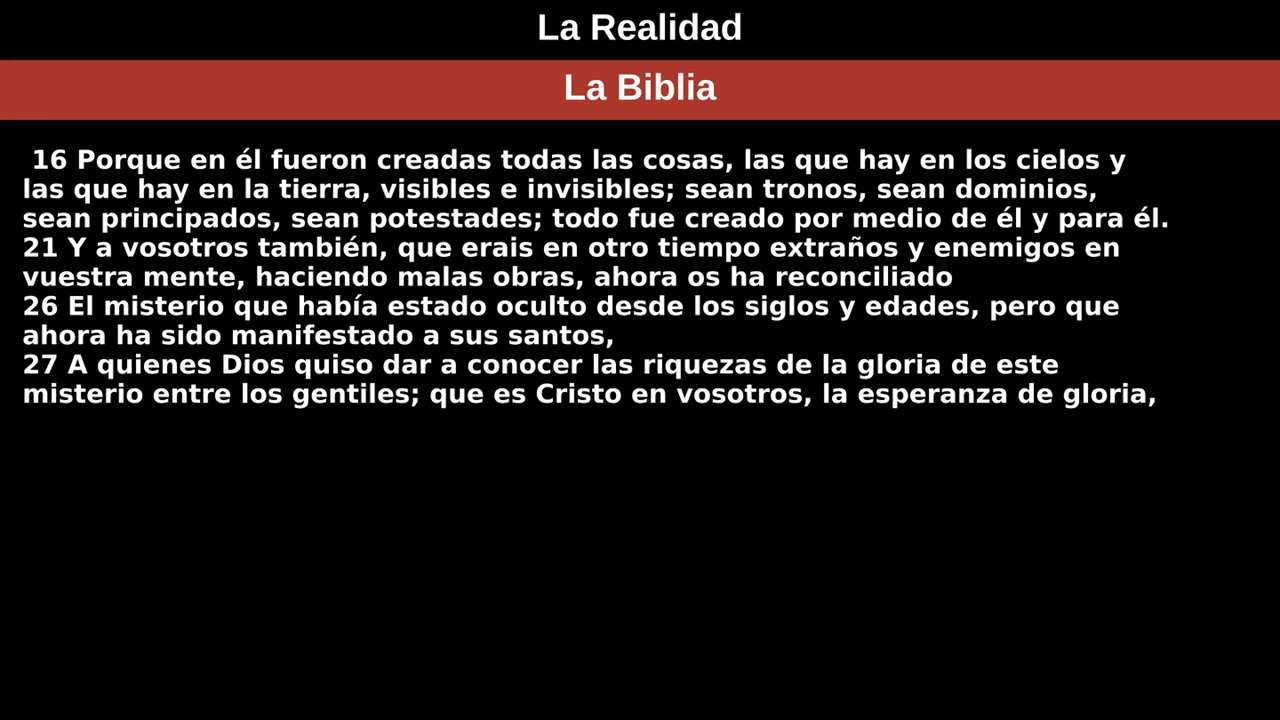 La Realidad
La Biblia
16 Porque en él fueron creadas todas las cosas, las que hay en los cielos y
las que hay en la tierra, visibles e invisibles; sean tronos, sean dominios,
sean principados, sean potestades; todo fue creado por medio de él y para él.
21 Y a vosotros también, que erais en otro tiempo extraños y enemigos en
vuestra mente, haciendo malas obras, ahora os ha reconciliado
26 El misterio que había estado oculto desde los siglos y edades, pero que
ahora ha sido manifestado a sus santos,
27 A quienes Dios quiso dar a conocer las riquezas de la gloria de este
misterio entre los gentiles; que es Cristo en vosotros, la esperanza de gloria,